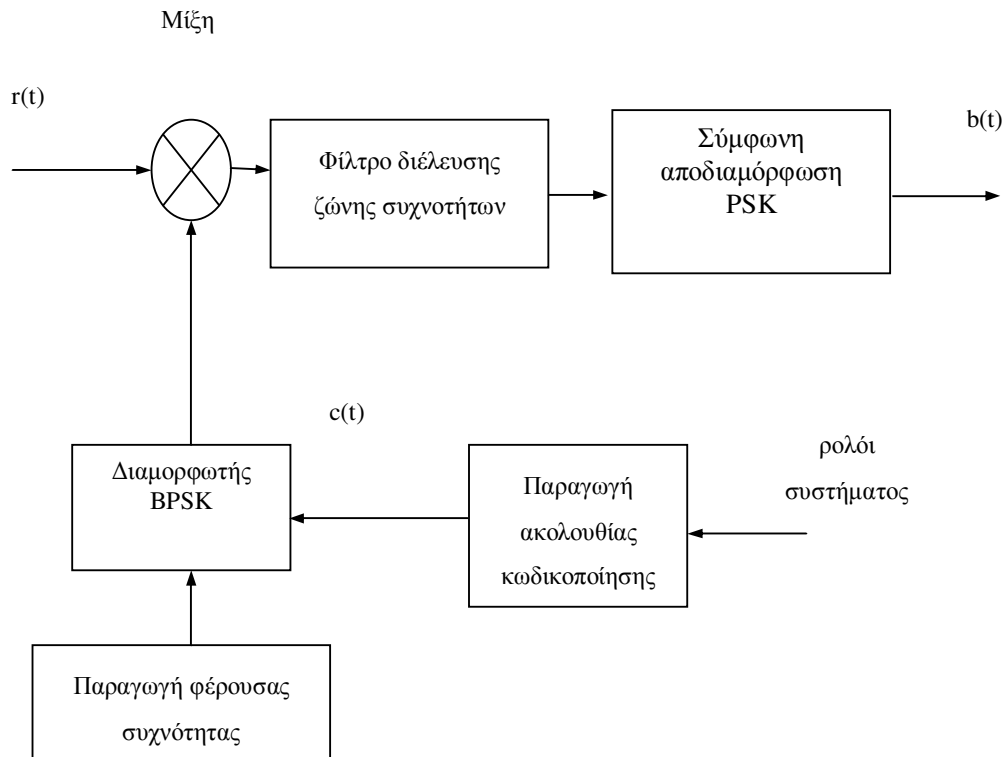 Μίξη
r(t)
Φίλτρο διέλευσης
ζώνης συχνοτήτων
Σύμφωνη
αποδιαμόρφωση
PSK
b(t)
c(t)
Διαμορφωτής
BPSK
Παραγωγή
ακολουθίας
κωδικοποίησης
ρολόι
συστήματος
Παραγωγή φέρουσας
συχνότητας